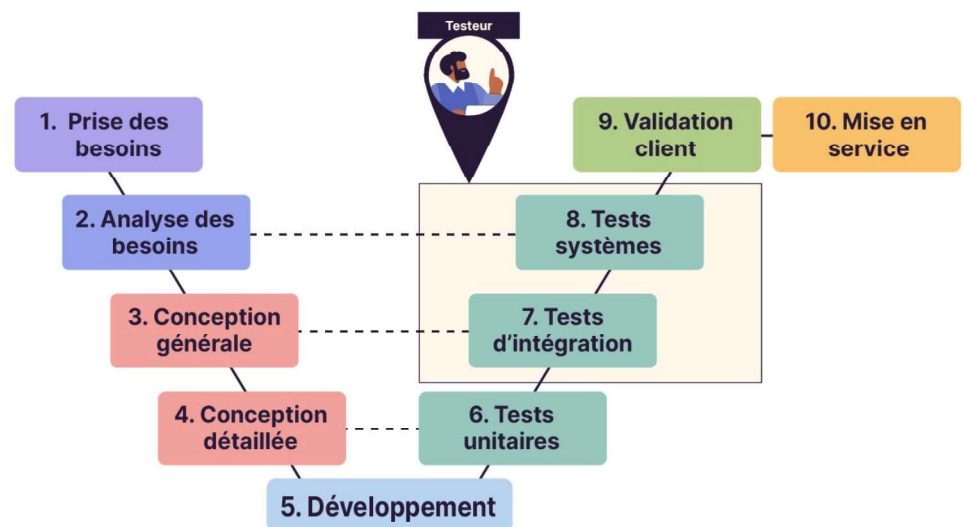 Testeur
1. Prise des
besoins
9. Validation
client
10. Mise en
service
2. Analyse des
besoins
8. Tests
systèmes
3. Conception
générale
7. Tests
d'intégration
4. Conception
détaillée
6. Tests
unitaires
5. Développement